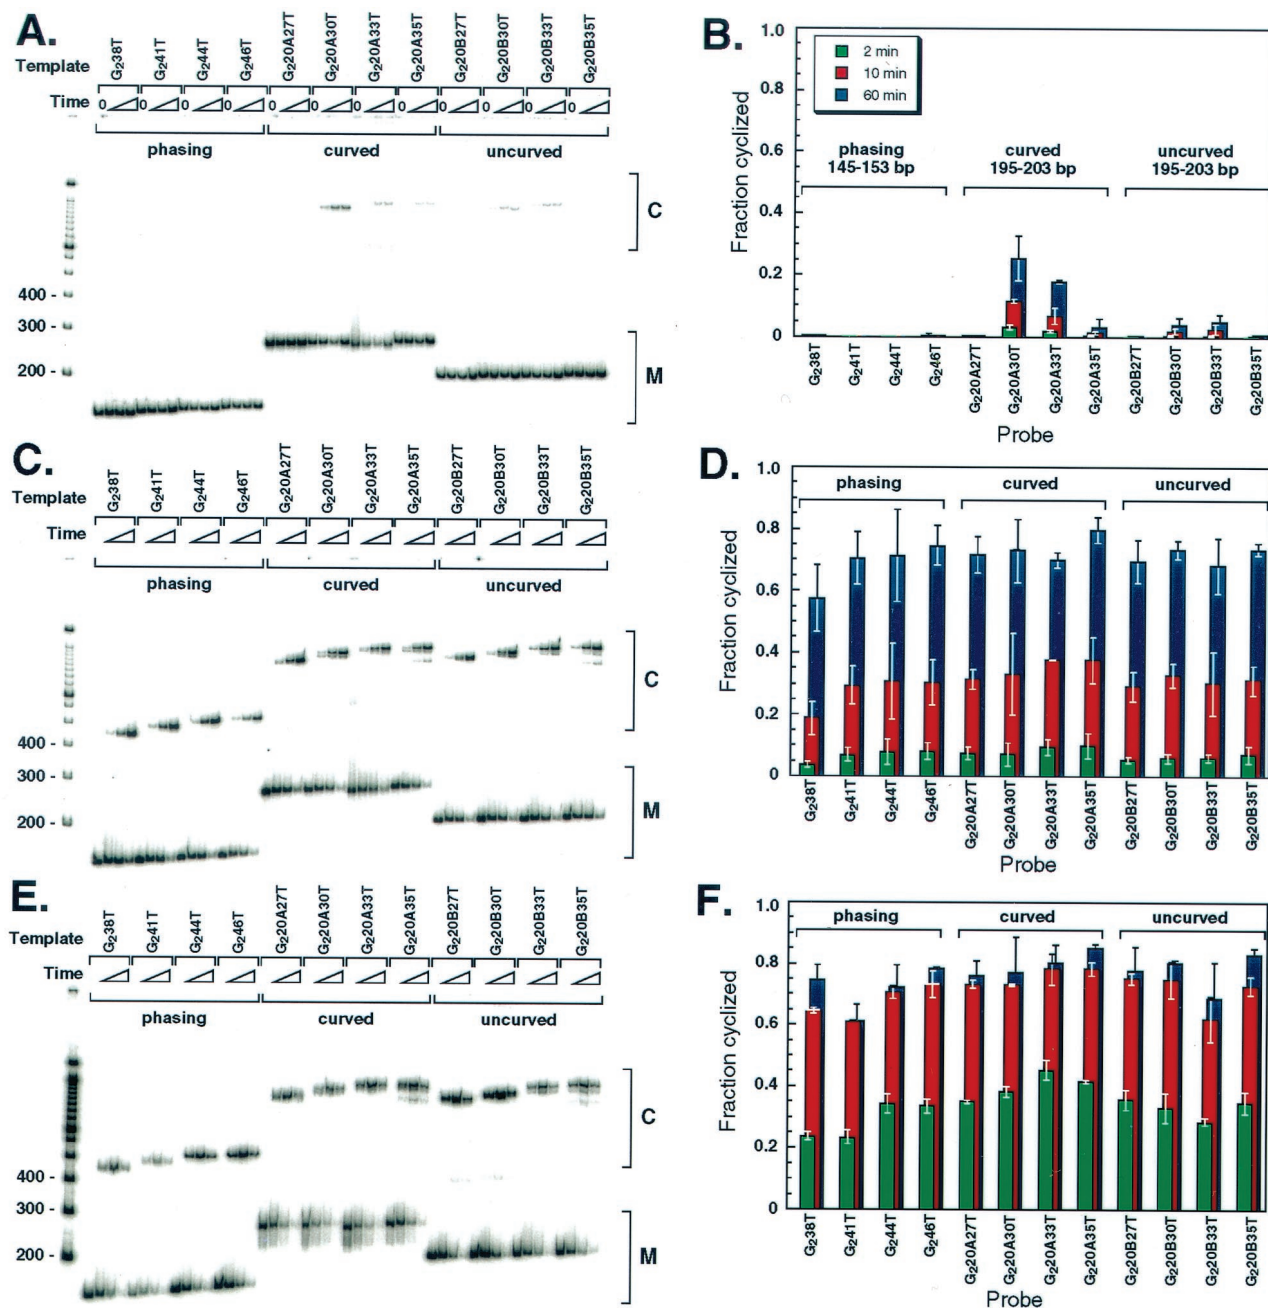 A.
Template
G₂38T G₂41T G₂44T G₂46T G₂20A27T G₂20A30T G₂20A33T G₂20A35T G₂20B27T G₂20B30T G₂20B33T G₂20B35T
Time 0 0 0 0 0 0 0 0 0 0 0 0
phasing curved uncurved
C
400 -
300 -
200 -
M
B.
Fraction cyclized
1.0
0.8
0.6
0.4
0.2
0
2 min
10 min
60 min
phasing curved uncurved
145-153 bp 195-203 bp 195-203 bp
G₂38T G₂41T G₂44T G₂46T G₂20A27T G₂20A30T G₂20A33T G₂20A35T G₂20B27T G₂20B30T G₂20B33T G₂20B35T
Probe
C.
Template
G₂38T G₂41T G₂44T G₂46T G₂20A27T G₂20A30T G₂20A33T G₂20A35T G₂20B27T G₂20B30T G₂20B33T G₂20B35T
Time
phasing curved uncurved
C
400 -
300 -
200 -
M
D.
Fraction cyclized
1.0
0.8
0.6
0.4
0.2
0
phasing curved uncurved
G₂38T G₂41T G₂44T G₂46T G₂20A27T G₂20A30T G₂20A33T G₂20A35T G₂20B27T G₂20B30T G₂20B33T G₂20B35T
Probe
E.
Template
G₂38T G₂41T G₂44T G₂46T G₂20A27T G₂20A30T G₂20A33T G₂20A35T G₂20B27T G₂20B30T G₂20B33T G₂20B35T
Time
phasing curved uncurved
C
400 -
300 -
200 -
M
F.
Fraction cyclized
1.0
0.8
0.6
0.4
0.2
0
phasing curved uncurved
G₂38T G₂41T G₂44T G₂46T G₂20A27T G₂20A30T G₂20A33T G₂20A35T G₂20B27T G₂20B30T G₂20B33T G₂20B35T
Probe